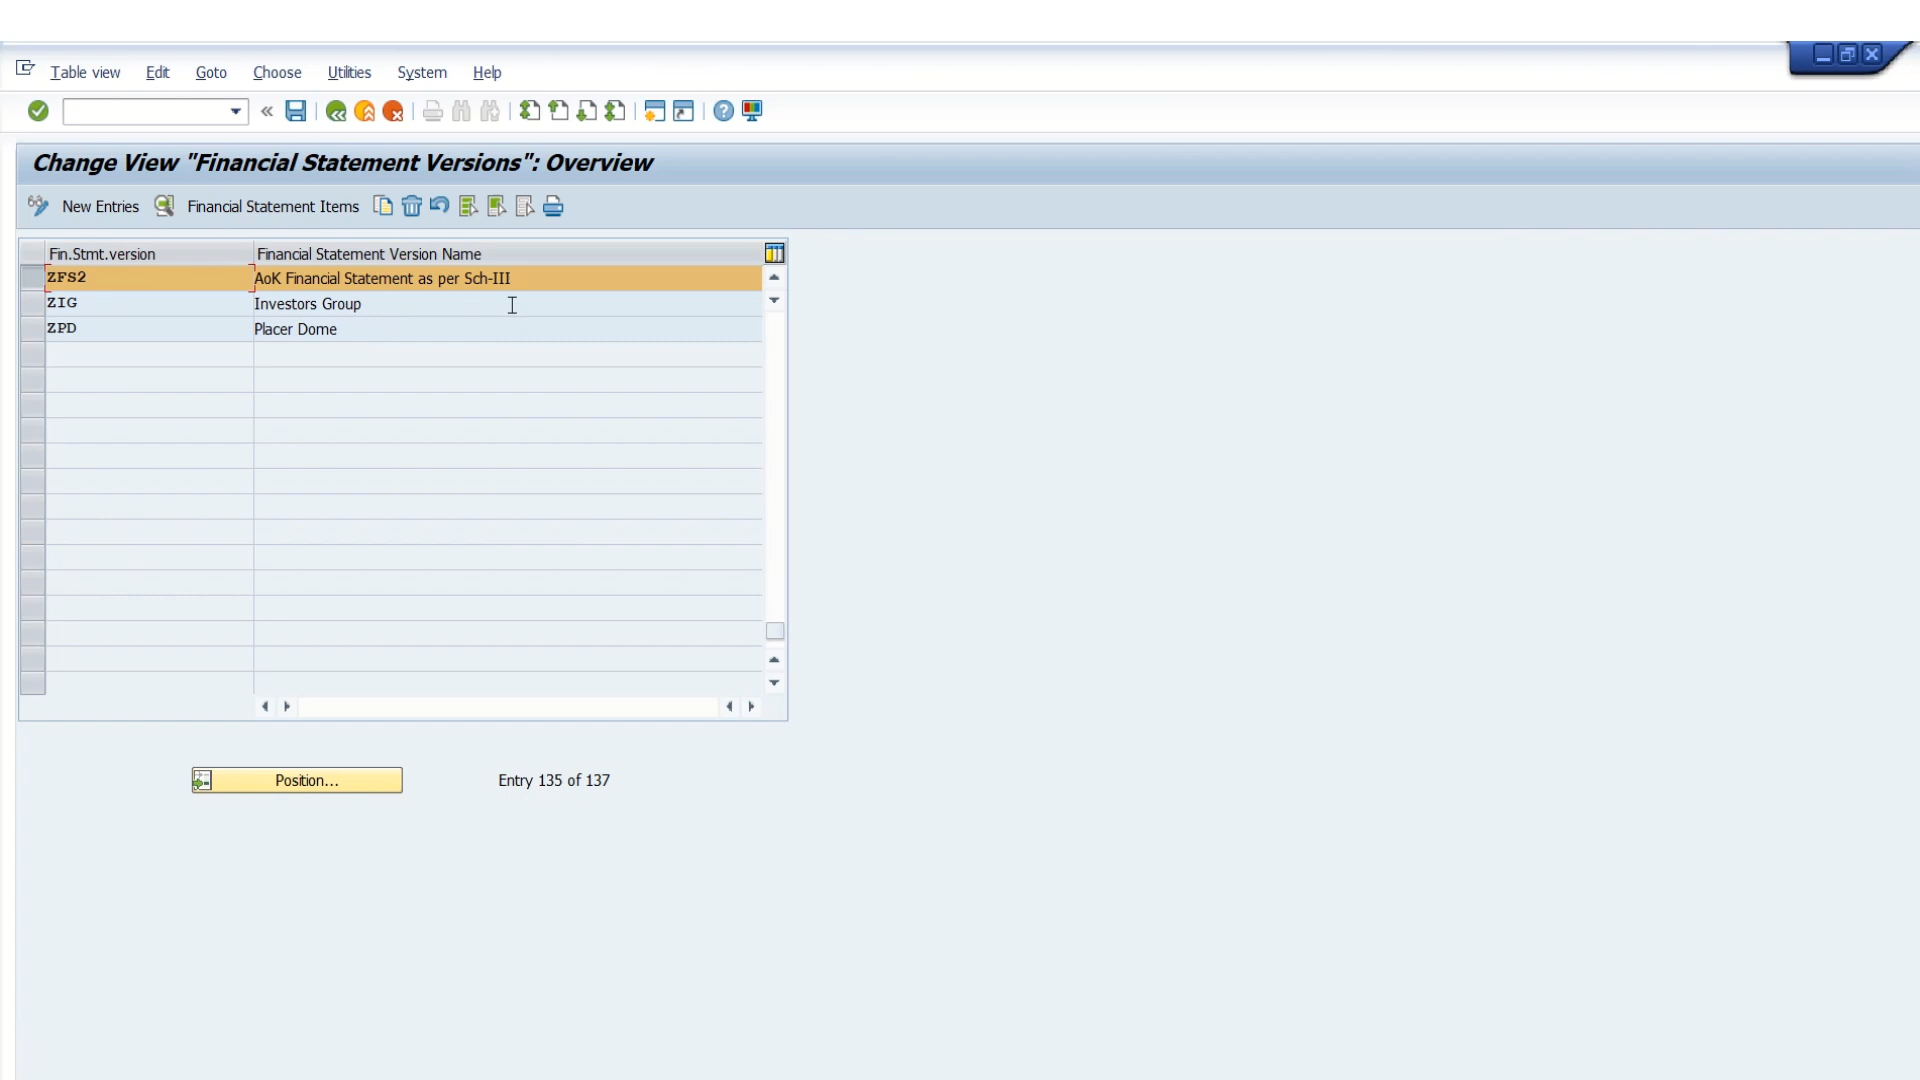 Table view Edit Goto Choose Utilities System Help
Change View "Financial Statement Versions": Overview
New Entries Financial Statement Items
Fin.Stmt.version Financial Statement Version Name
ZFS2 AoK Financial Statement as per Sch-III
ZIG Investors Group
ZPD Placer Dome
Position... Entry 135 of 137